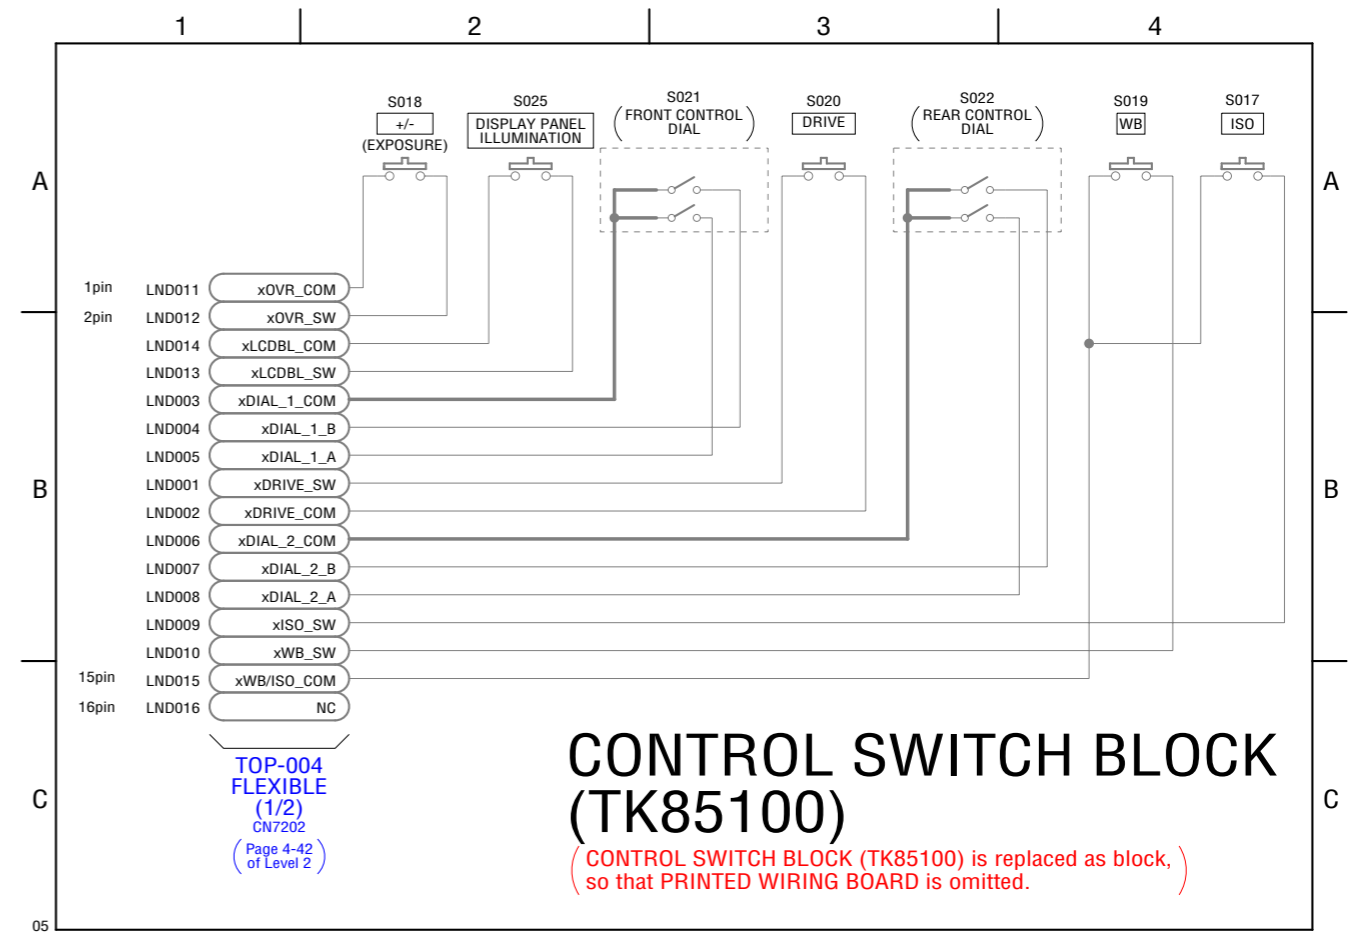 1 2 3 4
S018
+/-
(EXPOSURE)
S025
DISPLAY PANEL
ILLUMINATION
S021
(FRONT CONTROL
DIAL)
S020
DRIVE
S022
(REAR CONTROL
DIAL)
S019
WB
S017
ISO
A A
1pin LND011 xOVR_COM
2pin LND012 xOVR_SW
LND014 xLCDBL_COM
LND013 xLCDBL_SW
LND003 xDIAL_1_COM
LND004 xDIAL_1_B
LND005 xDIAL_1_A
B LND001 xDRIVE_SW B
LND002 xDRIVE_COM
LND006 xDIAL_2_COM
LND007 xDIAL_2_B
LND008 xDIAL_2_A
LND009 xISO_SW
LND010 xWB_SW
15pin LND015 xWB/ISO_COM
16pin LND016 NC
TOP-004
FLEXIBLE
(1/2)
CN7202
(Page 4-42
of Level 2)
C C
CONTROL SWITCH BLOCK
(TK85100)
(CONTROL SWITCH BLOCK (TK85100) is replaced as block,
so that PRINTED WIRING BOARD is omitted.)
05